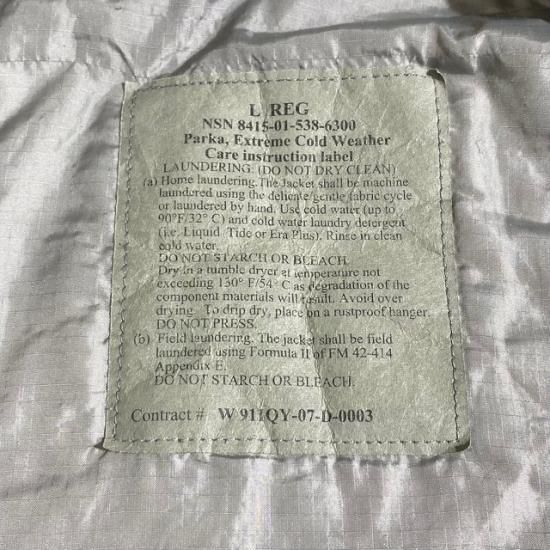 L REG
NSN 8415-01-538-6300
Parka, Extreme Cold Weather
Care instruction label
LAUNDERING: (DO NOT DRY CLEAN)
(a) Home laundering. The Jacket shall be machine
laundered using the delicate/gentle fabric cycle
or laundered by hand. Use cold water (up to
90°F/32° C) and cold water laundry detergent
(i.e. Liquid Tide or Era Plus). Rinse in clean
cold water.
DO NOT STARCH OR BLEACH.
Dry in a tumble dryer at temperature not
exceeding 130° F/54° C as degradation of the
component materials will result. Avoid over
drying. To drip dry, place on a rustproof hanger.
DO NOT PRESS.
(b) Field laundering. The jacket shall be field
laundered using Formula II of FM 42-414
Appendix E.
DO NOT STARCH OR BLEACH.
Contract # W 911QY-07-D-0003